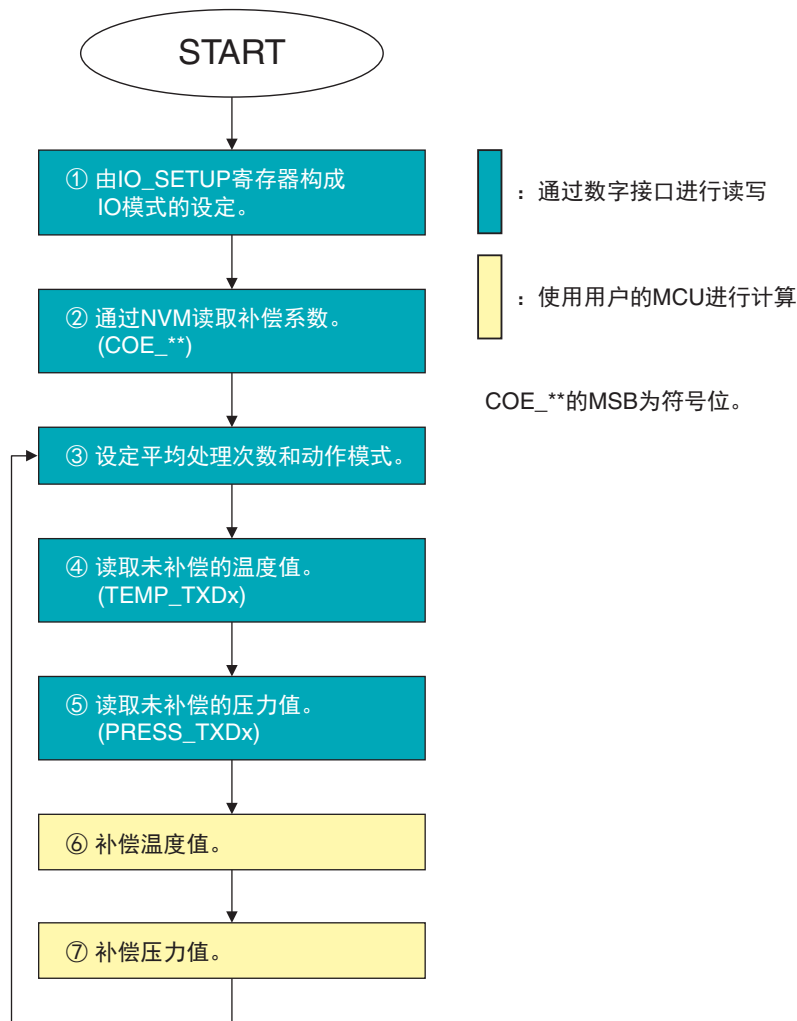 START
① 由IO_SETUP寄存器构成
IO模式的设定。
② 通过NVM读取补偿系数。
(COE_**)
③ 设定平均处理次数和动作模式。
④ 读取未补偿的温度值。
(TEMP_TXDx)
⑤ 读取未补偿的压力值。
(PRESS_TXDx)
⑥ 补偿温度值。
⑦ 补偿压力值。
：通过数字接口进行读写
：使用用户的MCU进行计算
COE_**的MSB为符号位。